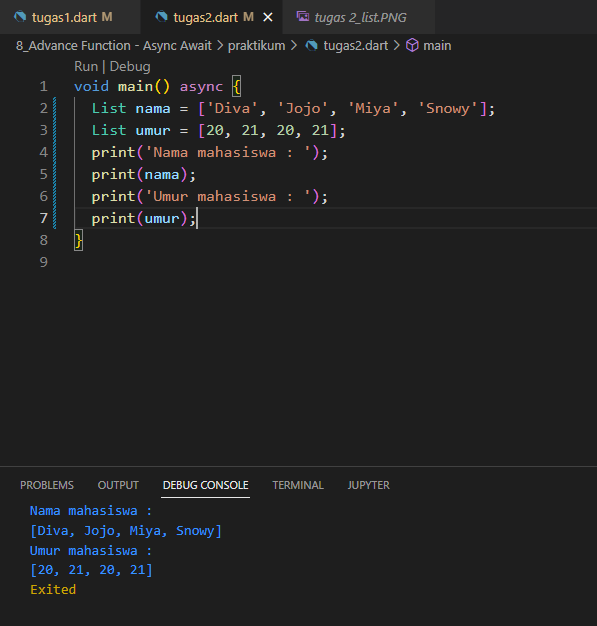 tugas1.dart M tugas2.dart M tugas 2_list.PNG
8_Advance Function - Async Await > praktikum > tugas2.dart > main
Run | Debug
1 void main() async {
2 List nama = ['Diva', 'Jojo', 'Miya', 'Snowy'];
3 List umur = [20, 21, 20, 21];
4 print('Nama mahasiswa : ');
5 print(nama);
6 print('Umur mahasiswa : ');
7 print(umur);
8 }
9
PROBLEMS OUTPUT DEBUG CONSOLE TERMINAL JUPYTER
Nama mahasiswa :
[Diva, Jojo, Miya, Snowy]
Umur mahasiswa :
[20, 21, 20, 21]
Exited